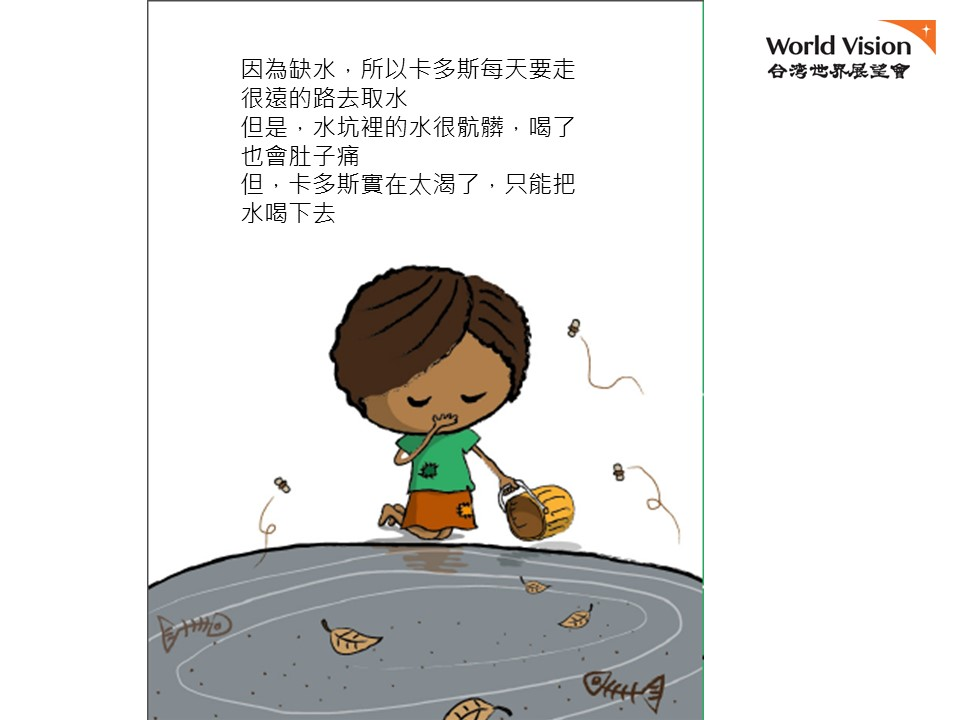 World Vision
台灣世界展望會
因為缺水，所以卡多斯每天要走
很遠的路去取水
但是，水坑裡的水很骯髒，喝了
也會肚子痛
但，卡多斯實在太渴了，只能把
水喝下去